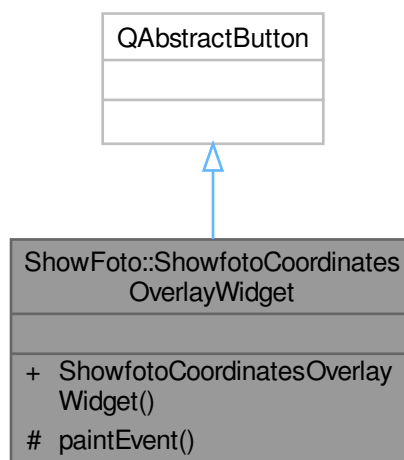 QAbstractButton
ShowFoto::ShowfotoCoordinates
OverlayWidget
+ ShowfotoCoordinatesOverlay
Widget()
# paintEvent()